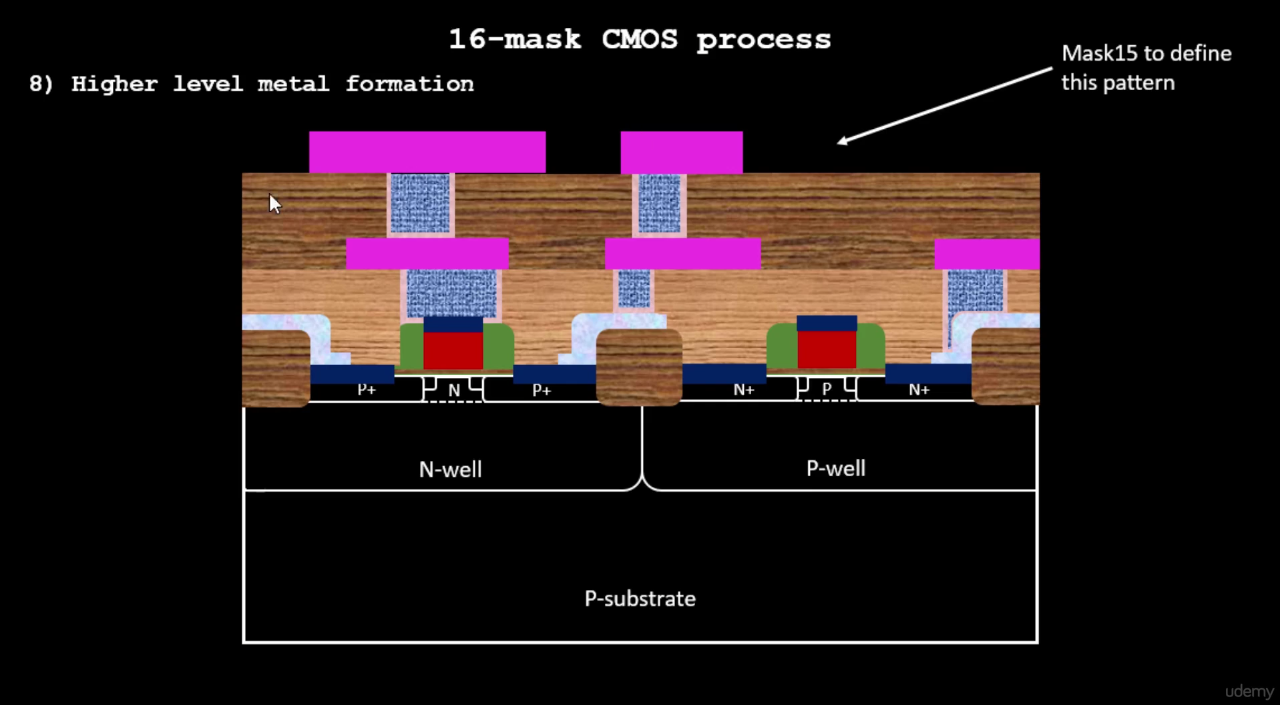 16-mask CMOS process
8) Higher level metal formation
Mask15 to define
this pattern
P+
N
P+
N+
P
N+
N-well
P-well
P-substrate
udemy